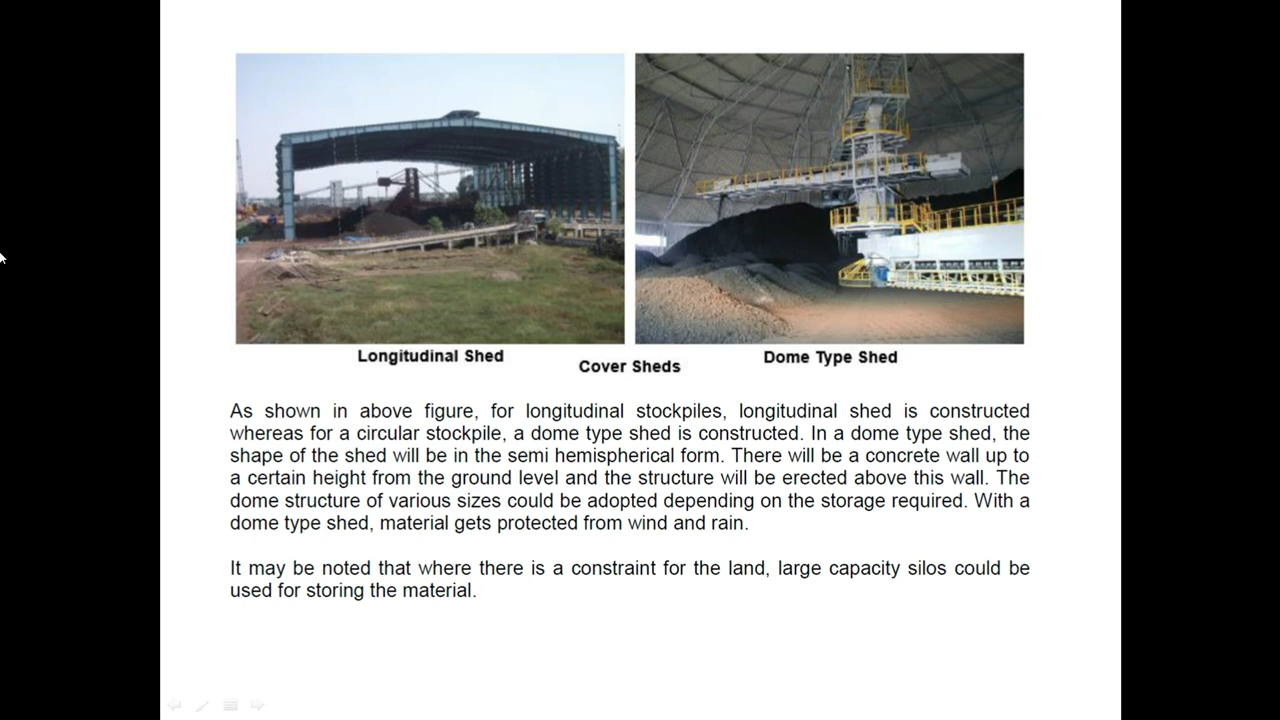 Longitudinal Shed
Cover Sheds
Dome Type Shed
As shown in above figure, for longitudinal stockpiles, longitudinal shed is constructed
whereas for a circular stockpile, a dome type shed is constructed. In a dome type shed, the
shape of the shed will be in the semi hemispherical form. There will be a concrete wall up to
a certain height from the ground level and the structure will be erected above this wall. The
dome structure of various sizes could be adopted depending on the storage required. With a
dome type shed, material gets protected from wind and rain.
It may be noted that where there is a constraint for the land, large capacity silos could be
used for storing the material.